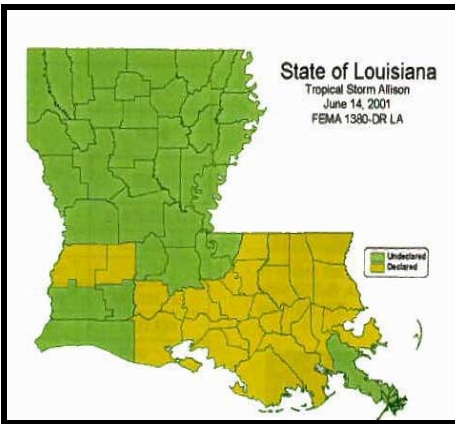 State of Louisiana
Tropical Storm Allison
June 14, 2001
FEMA 1380-DR LA
Undeclared
Declared